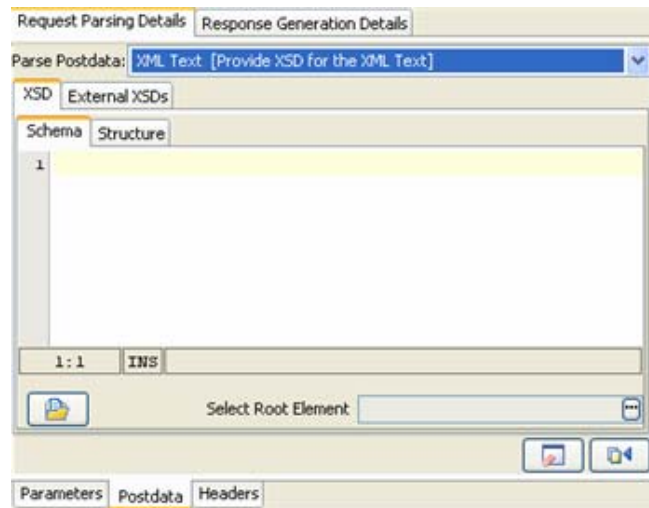 Request Parsing Details Response Generation Details
Parse Postdata: XML Text [Provide XSD for the XML Text]
XSD External XSDs
Schema Structure
1
1:1 INS
Select Root Element
Parameters Postdata Headers